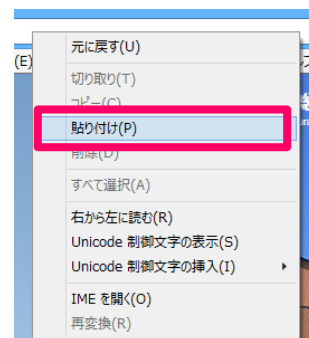 元に戻す(U)
(E)
切り取り(T)
コピー(C)
貼り付け(P)
削除(D)
すべて選択(A)
右から左に読む(R)
Unicode 制御文字の表示(S)
Unicode 制御文字の挿入(I)
IME を開く(O)
再変換(R)